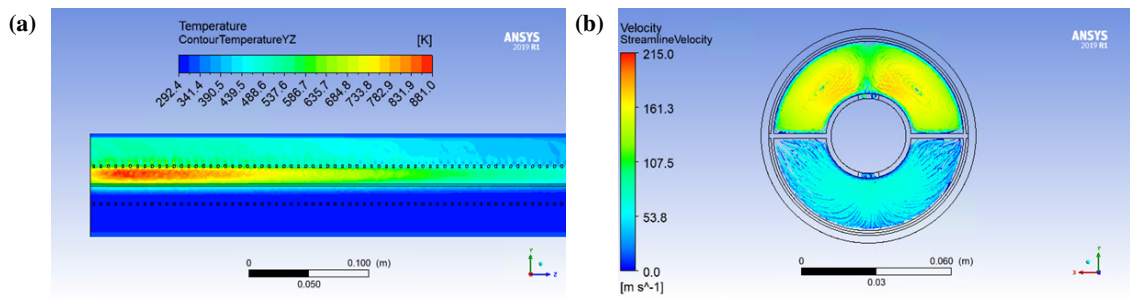 (a)
Temperature
ContourTemperatureYZ
[K]
292.4
341.4
390.5
439.5
488.6
537.6
586.7
635.7
684.8
733.8
782.9
831.9
881.0
ANSYS
2019 R1
0 0.100 (m)
0.050
Y
Z
(b)
Velocity
StreamlineVelocity
215.0
161.3
107.5
53.8
0.0
[m s^-1]
ANSYS
2019 R1
0 0.060 (m)
0.03
Y
X